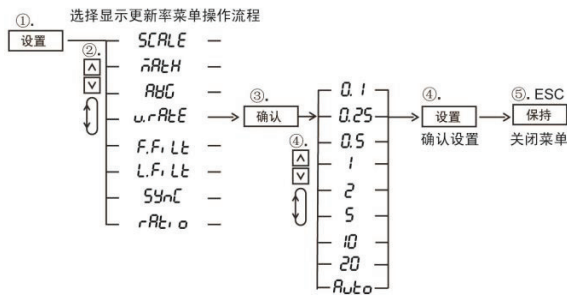 选择显示更新率菜单操作流程
①.
设置
②.
SCALE
MAtH
AVG
u.rAtE
F.FiLt
L.FiLt
SYnC
rAtio
③.
确认
④.
0.1
0.25
0.5
1
2
5
10
20
Auto
④.
设置
确认设置
⑤. ESC
保持
关闭菜单